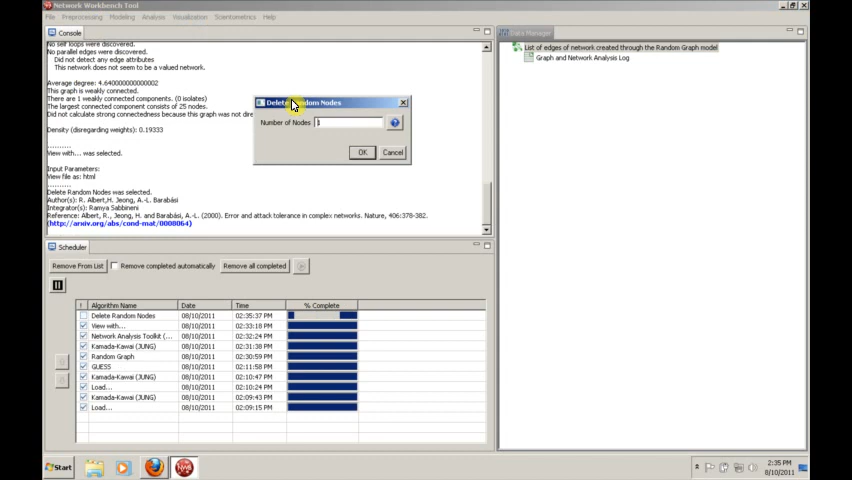 Network Workbench Tool
File Preprocessing Modeling Analysis Visualization Scientometrics Help
Console
No self loops were discovered.
No parallel edges were discovered.
Did not detect any edge attributes
This network does not seem to be a valued network.
Average degree: 4.640000000000002
This graph is weakly connected.
There are 1 weakly connected components. (0 isolates)
The largest connected component consists of 25 nodes.
Did not calculate strong connectedness because this graph was not dire
Density (disregarding weights): 0.19333
..........
View with... was selected.
Input Parameters:
View file as: html
..........
Delete Random Nodes was selected.
Author(s): R. Albert,H. Jeong, A.-L. Barabási
Integrator(s): Ramya Sabbineni
Reference: Albert, R., Jeong, H. and Barabási, A.-L. (2000). Error and attack tolerance in complex networks. Nature, 406:378-382.
(http://arxiv.org/abs/cond-mat/0008064)
Delete Random Nodes
Number of Nodes 1
OK Cancel
Data Manager
List of edges of network created through the Random Graph model
Graph and Network Analysis Log
Scheduler
Remove From List Remove completed automatically Remove all completed
! Algorithm Name Date Time % Complete
Delete Random Nodes 08/10/2011 02:35:37 PM
View with... 08/10/2011 02:33:18 PM
Network Analysis Toolkit (... 08/10/2011 02:32:24 PM
Kamada-Kawai (JUNG) 08/10/2011 02:31:38 PM
Random Graph 08/10/2011 02:30:59 PM
GUESS 08/10/2011 02:11:58 PM
Kamada-Kawai (JUNG) 08/10/2011 02:10:47 PM
Load... 08/10/2011 02:10:24 PM
Kamada-Kawai (JUNG) 08/10/2011 02:09:43 PM
Load... 08/10/2011 02:09:15 PM
Start
2:35 PM
8/10/2011